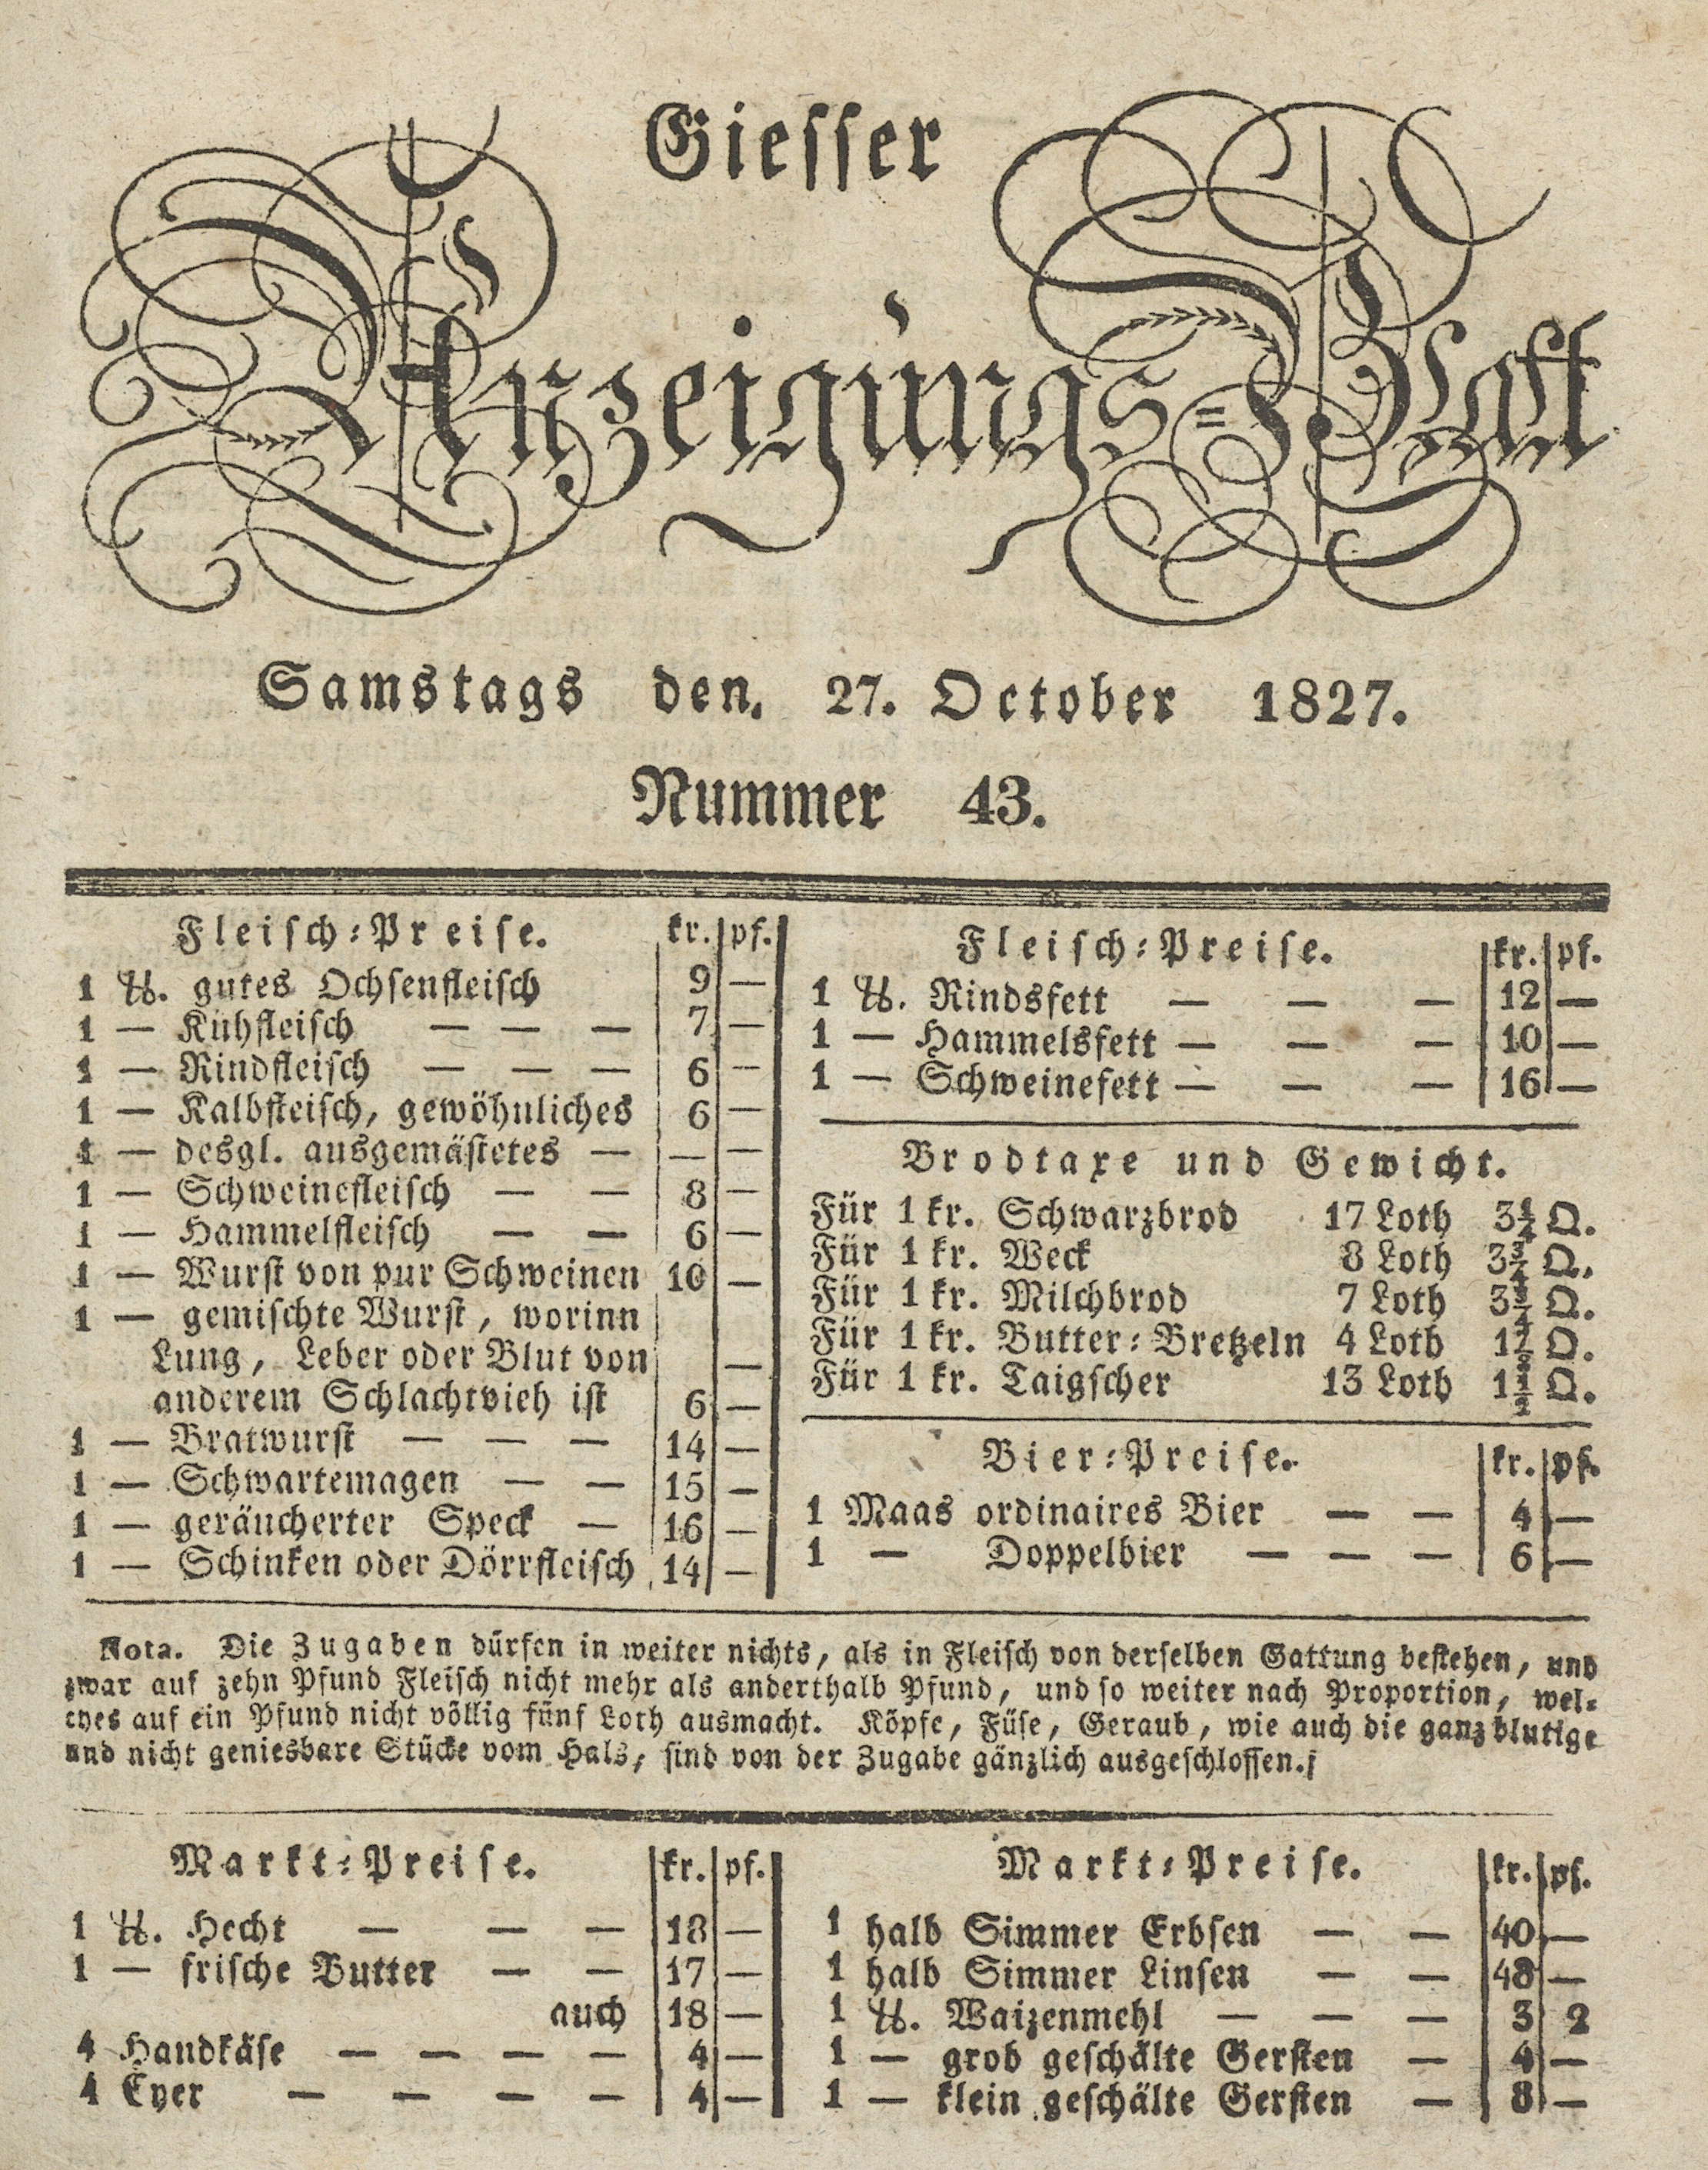 Giesser
Anzeigungs-Blatt
Samstags den. 27. October 1827.
Nummer 43.
Fleisch-Preise. kr. pf.
1 ℔. gutes Ochsenfleisch 9 —
1 — Kuhfleisch — — — 7 —
1 — Rindfleisch — — — 6 —
1 — Kalbfleisch, gewöhnliches 6 —
1 — desgl. ausgemästetes — — —
1 — Schweinefleisch — — 8 —
1 — Hammelfleisch — — 6 —
1 — Wurst von pur Schweinen 10 —
1 — gemischte Wurst, worinn
Lung, Leber oder Blut von —
anderem Schlachtvieh ist 6 —
1 — Bratwurst — — — 14 —
1 — Schwartemagen — — 15 —
1 — geräucherter Speck — 16 —
1 — Schinken oder Dörrfleisch 14 —
Fleisch-Preise. kr. pf.
1 ℔. Rindsfett — — — 12 —
1 — Hammelsfett — — — 10 —
1 — Schweinefett — — — 16 —
Brodtaxe und Gewicht.
Für 1 kr. Schwarzbrod 17 Loth 3 Q.
Für 1 kr. Weck 8 Loth 3¾ Q.
Für 1 kr. Milchbrod 7 Loth 3¾ Q.
Für 1 kr. Butter-Bretzeln 4 Loth 1 Q.
Für 1 kr. Taigscher 13 Loth 1½ Q.
Bier-Preise. kr. pf.
1 Maas ordinaires Bier — — 4 —
1 — Doppelbier — — — 6 —
Nota. Die Zugaben dürfen in weiter nichts, als in Fleisch von derselben Gattung bestehen, und
zwar auf zehn Pfund Fleisch nicht mehr als anderthalb Pfund, und so weiter nach Proportion, wel-
ches auf ein Pfund nicht völlig fünf Loth ausmacht. Köpfe, Füse, Geraub, wie auch die ganz blutige
und nicht geniesbare Stücke vom Hals, sind von der Zugabe gänzlich ausgeschlossen.
Markt-Preise. kr. pf.
1 ℔. Hecht — — — 18 —
1 — frische Butter — — 17 —
auch 18 —
4 Handkäse — — — — 4 —
4 Eyer — — — — 4 —
Markt-Preise. kr. pf.
1 halb Simmer Erbsen — — 40 —
1 halb Simmer Linsen — — 48 —
1 ℔. Waizenmehl — — — 3 2
1 — grob geschälte Gersten — 4 —
1 — klein geschälte Gersten — 8 —